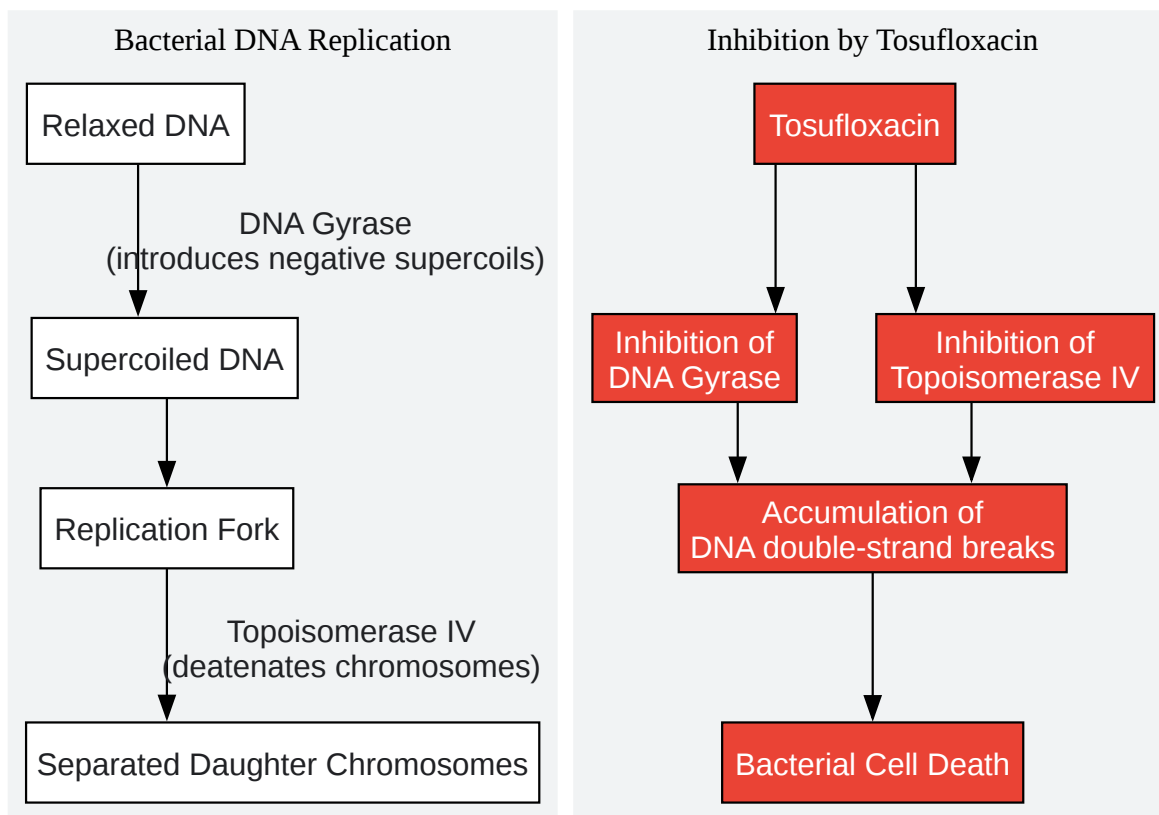 Bacterial DNA Replication
Relaxed DNA
DNA Gyrase
(introduces negative supercoils)
Supercoiled DNA
Replication Fork
Topoisomerase IV
(deatenates chromosomes)
Separated Daughter Chromosomes
Inhibition by Tosufloxacin
Tosufloxacin
Inhibition of
DNA Gyrase
Inhibition of
Topoisomerase IV
Accumulation of
DNA double-strand breaks
Bacterial Cell Death